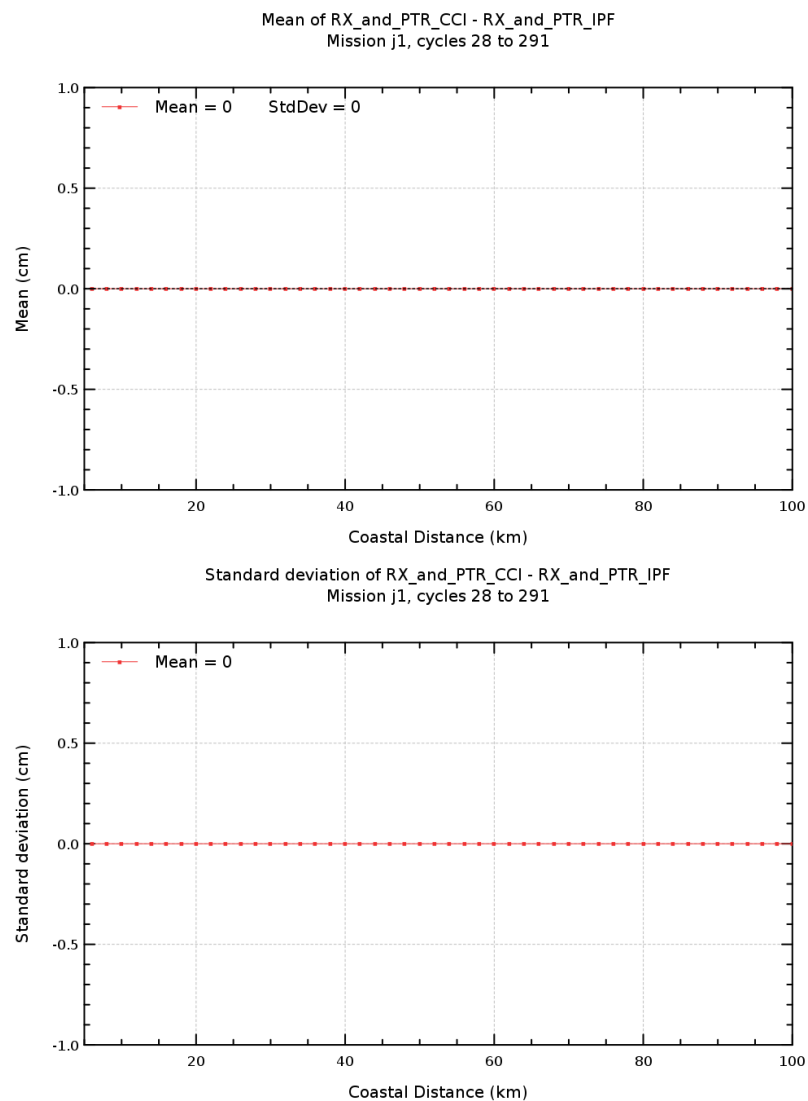 Mean of RX_and_PTR_CCI - RX_and_PTR_IPF
Mission j1, cycles 28 to 291
Mean = 0 StdDev = 0
1.0
0.5
0.0
-0.5
-1.0
Mean (cm)
20 40 60 80 100
Coastal Distance (km)
Standard deviation of RX_and_PTR_CCI - RX_and_PTR_IPF
Mission j1, cycles 28 to 291
Mean = 0
1.0
0.5
0.0
-0.5
-1.0
Standard deviation (cm)
20 40 60 80 100
Coastal Distance (km)